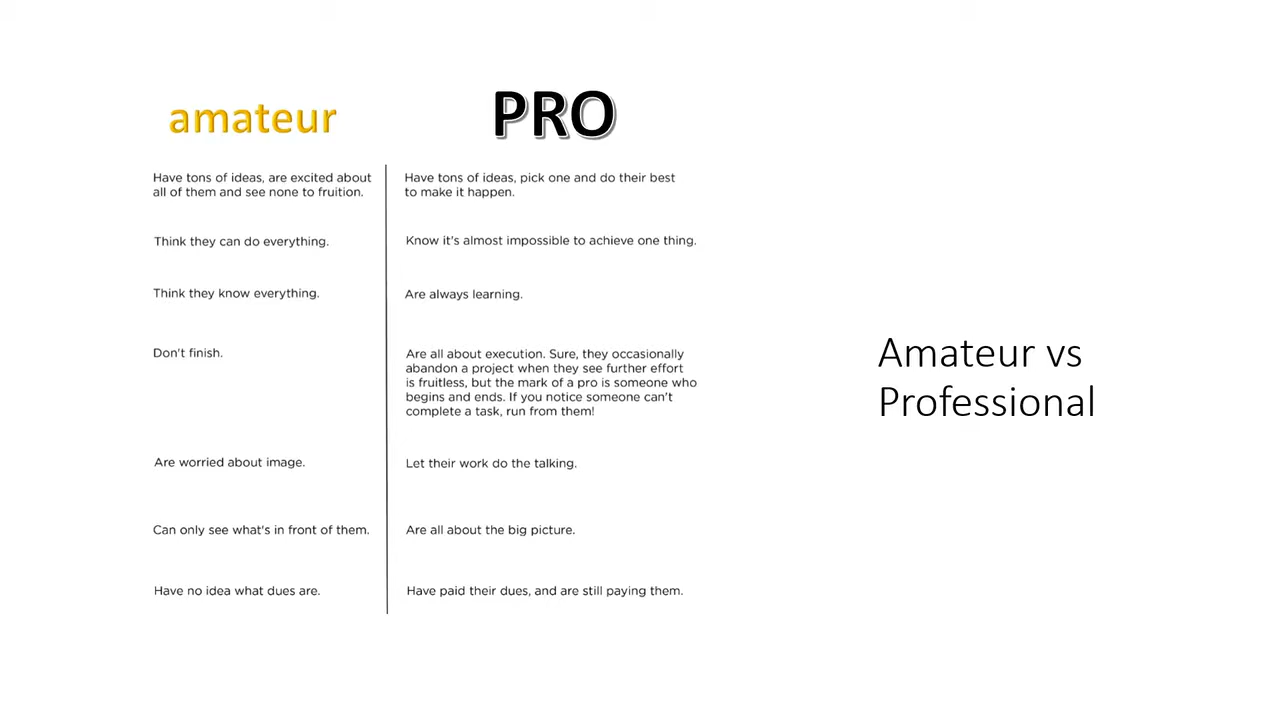 amateur
PRO
Have tons of ideas, are excited about
all of them and see none to fruition.
Have tons of ideas, pick one and do their best
to make it happen.
Think they can do everything.
Know it's almost impossible to achieve one thing.
Think they know everything.
Are always learning.
Don't finish.
Are all about execution. Sure, they occasionally
abandon a project when they see further effort
is fruitless, but the mark of a pro is someone who
begins and ends. If you notice someone can't
complete a task, run from them!
Are worried about image.
Let their work do the talking.
Can only see what's in front of them.
Are all about the big picture.
Have no idea what dues are.
Have paid their dues, and are still paying them.
Amateur vs
Professional